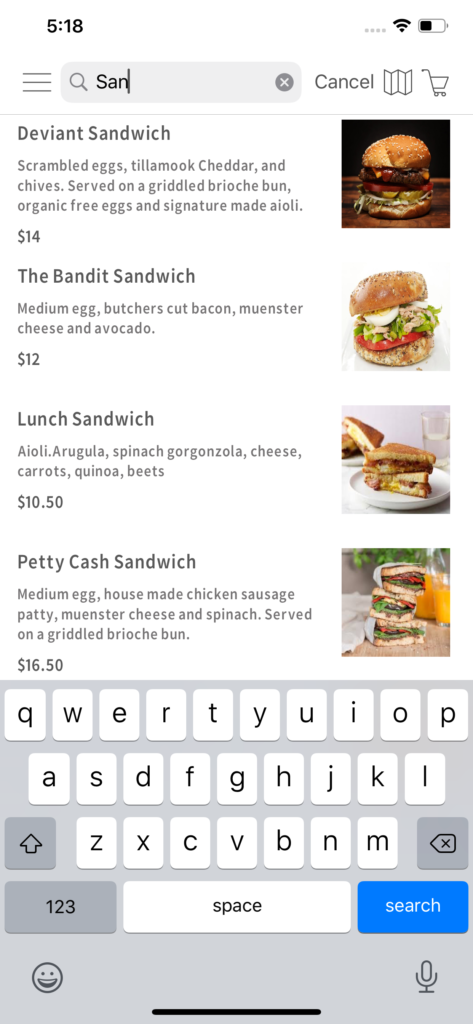 5:18
San
Cancel
Deviant Sandwich
Scrambled eggs, tillamook Cheddar, and
chives. Served on a griddled brioche bun,
organic free eggs and signature made aioli.
$14
The Bandit Sandwich
Medium egg, butchers cut bacon, muenster
cheese and avocado.
$12
Lunch Sandwich
Aioli.Arugula, spinach gorgonzola, cheese,
carrots, quinoa, beets
$10.50
Petty Cash Sandwich
Medium egg, house made chicken sausage
patty, muenster cheese and spinach. Served
on a griddled brioche bun.
$16.50
q w e r t y u i o p
a s d f g h j k l
z x c v b n m
123 space search